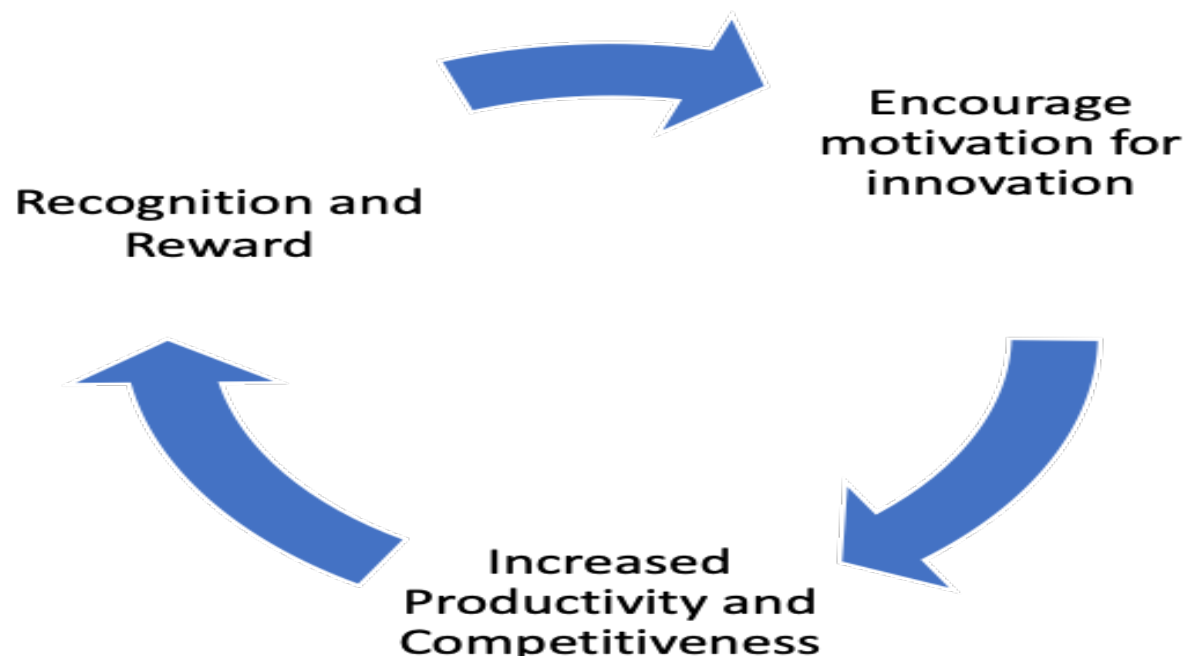 Encourage
motivation for
innovation
Recognition and
Reward
Increased
Productivity and
Competitiveness